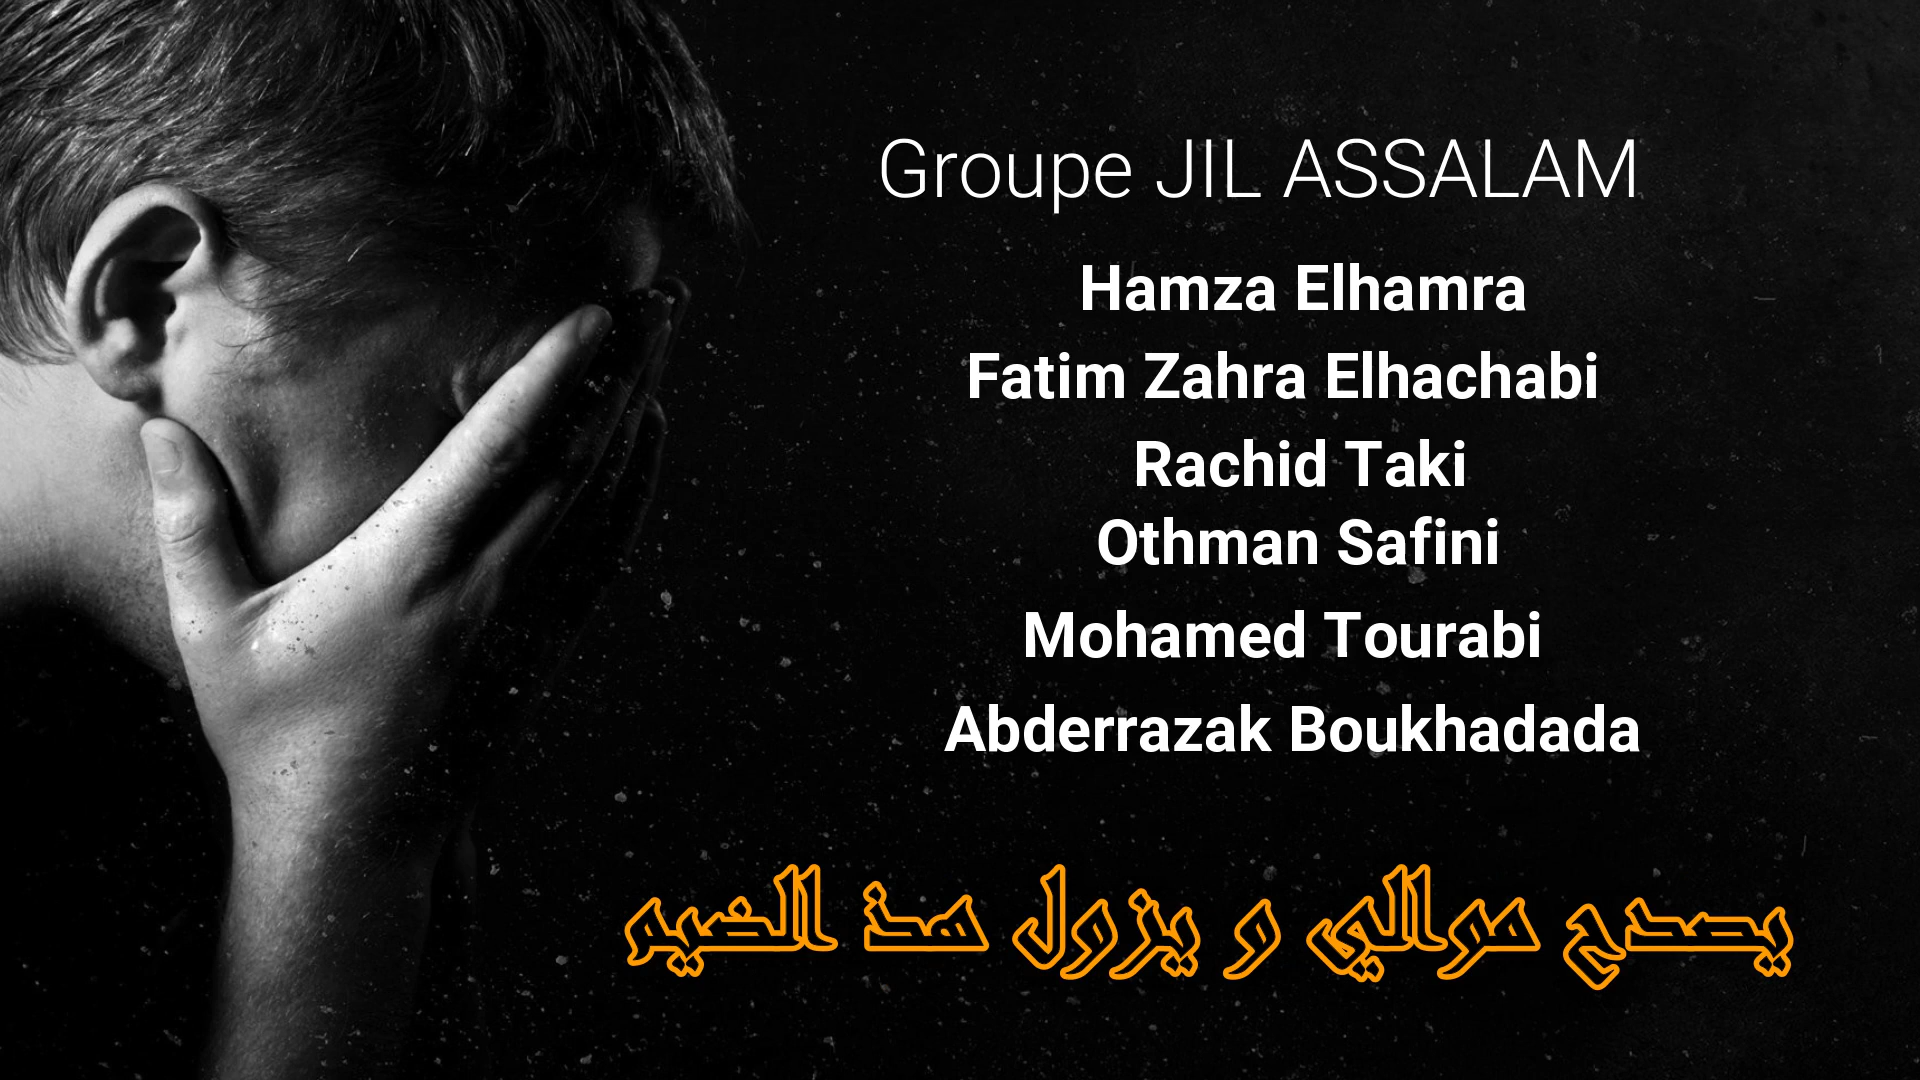 Groupe JIL ASSALAM
Hamza Elhamra
Fatim Zahra Elhachabi
Rachid Taki
Othman Safini
Mohamed Tourabi
Abderrazak Boukhadada
يصدح موالي و يزول هذ الضيم